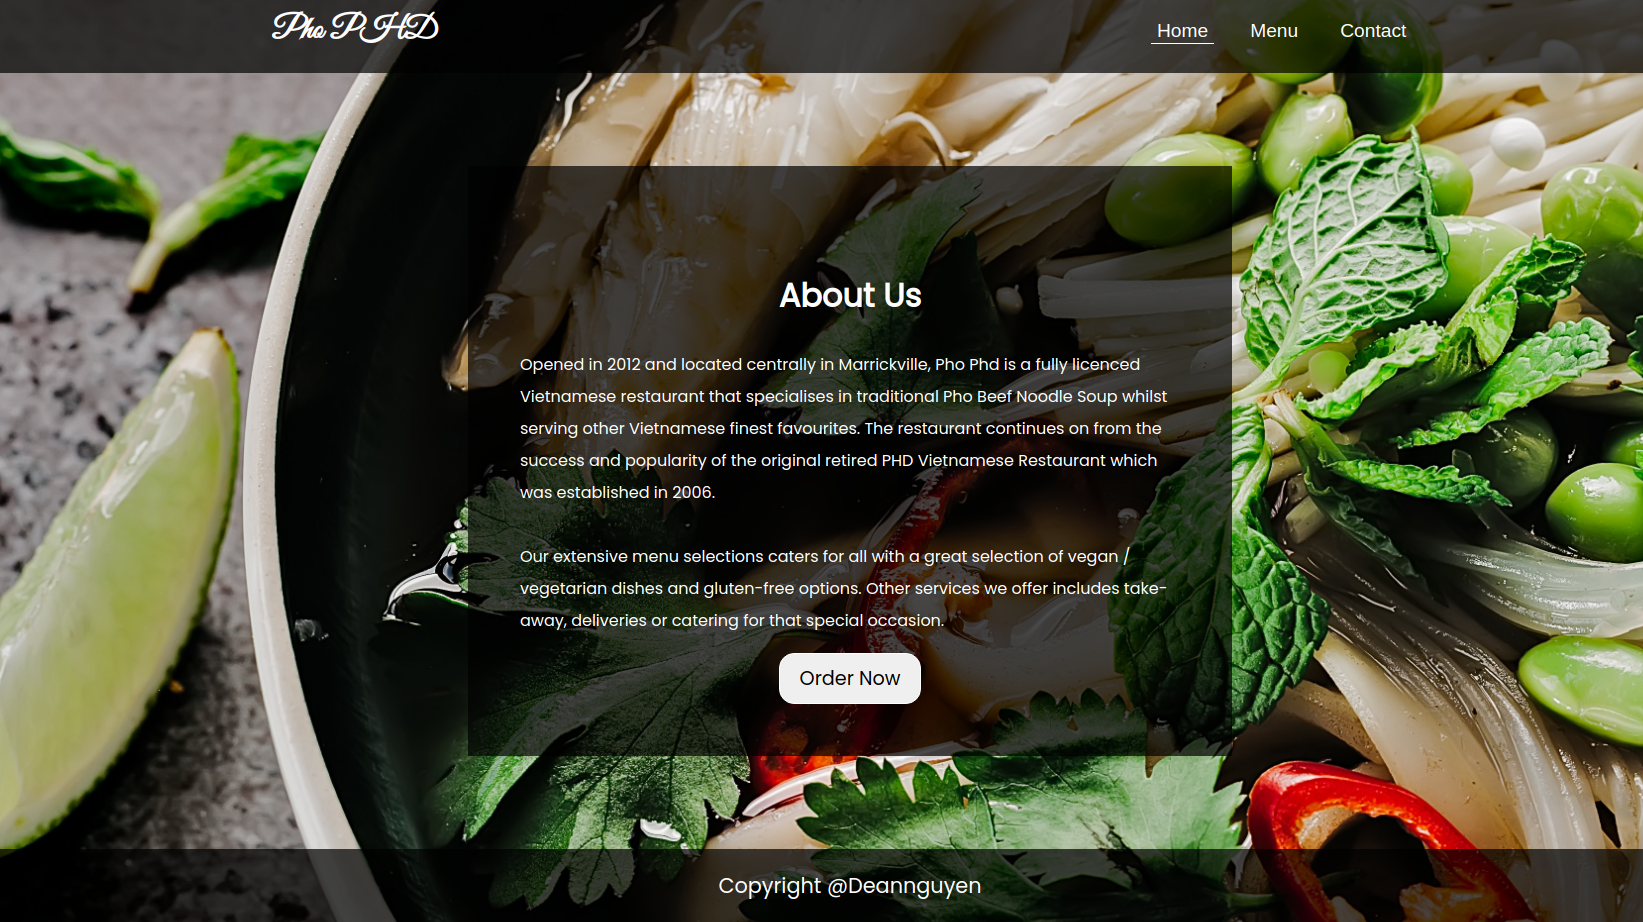 Pho PHD
Home Menu Contact
About Us
Opened in 2012 and located centrally in Marrickville, Pho Phd is a fully licenced
Vietnamese restaurant that specialises in traditional Pho Beef Noodle Soup whilst
serving other Vietnamese finest favourites. The restaurant continues on from the
success and popularity of the original retired PHD Vietnamese Restaurant which
was established in 2006.
Our extensive menu selections caters for all with a great selection of vegan /
vegetarian dishes and gluten-free options. Other services we offer includes take-
away, deliveries or catering for that special occasion.
Order Now
Copyright @Deannguyen